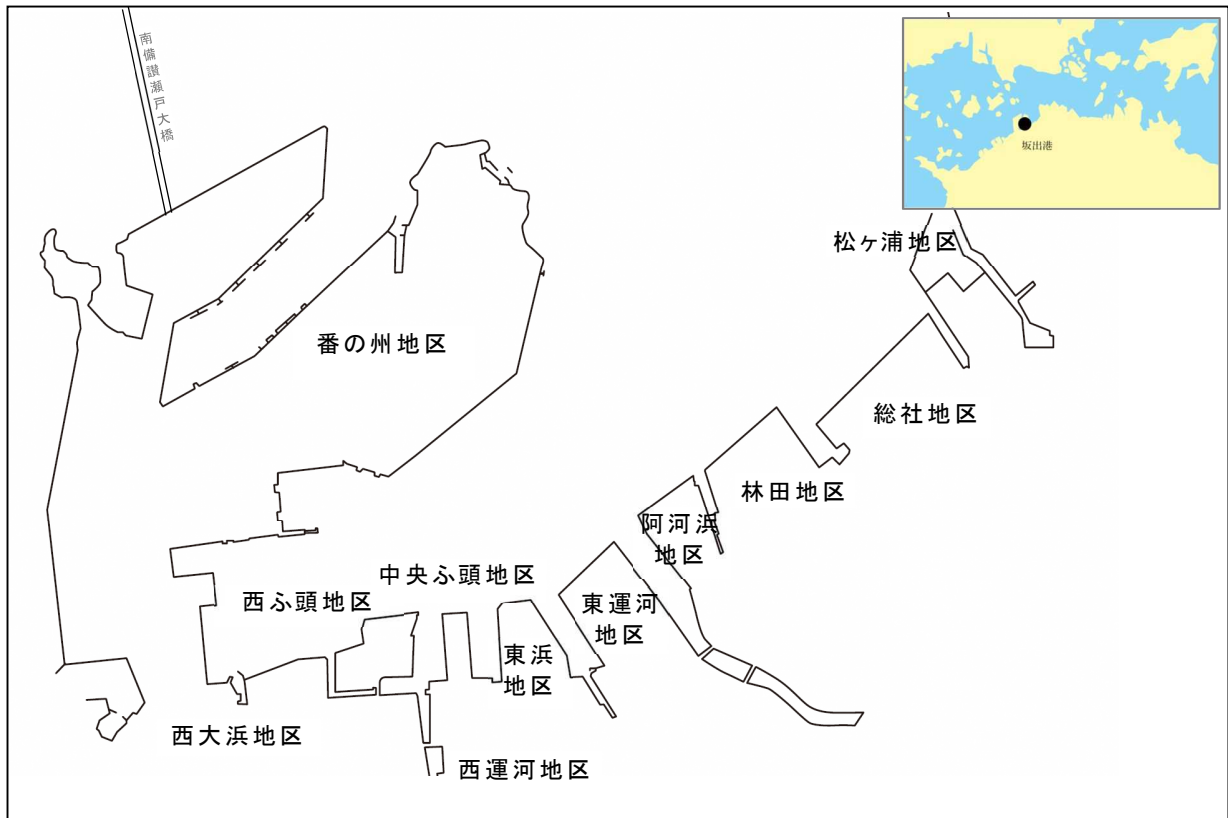 南備讃瀬戸大橋
坂出港
松ヶ浦地区
番の州地区
総社地区
林田地区
阿河浜
地区
中央ふ頭地区
西ふ頭地区
東運河
地区
東浜
地区
西大浜地区
西運河地区